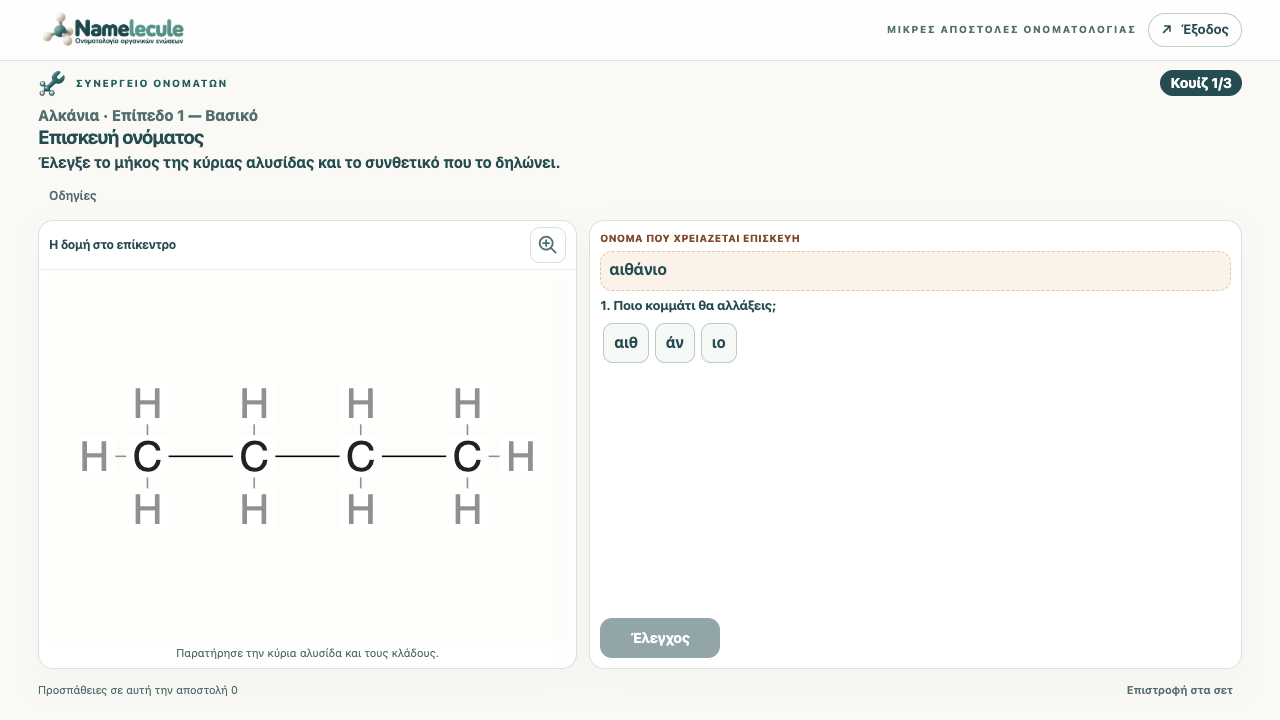 Namelecule
Ονοματολογία οργανικών ενώσεων
ΜΙΚΡΕΣ ΑΠΟΣΤΟΛΕΣ ΟΝΟΜΑΤΟΛΟΓΙΑΣ
Έξοδος
ΣΥΝΕΡΓΕΙΟ ΟΝΟΜΑΤΩΝ
Κουίζ 1/3
Αλκάνια · Επίπεδο 1 — Βασικό
Επισκευή ονόματος
Έλεγξε το μήκος της κύριας αλυσίδας και το συνθετικό που το δηλώνει.
Οδηγίες
Η δομή στο επίκεντρο
H H H H
H C C C C H
H H H H
Παρατήρησε την κύρια αλυσίδα και τους κλάδους.
ΟΝΟΜΑ ΠΟΥ ΧΡΕΙΑΖΕΤΑΙ ΕΠΙΣΚΕΥΗ
αιθάνιο
1. Ποιο κομμάτι θα αλλάξεις;
αιθ άν ιο
Έλεγχος
Προσπάθειες σε αυτή την αποστολή 0
Επιστροφή στα σετ